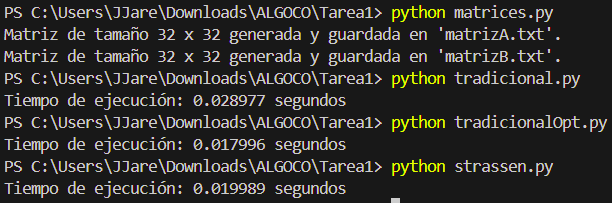 PS C:\Users\JJare\Downloads\ALGOCO\Tarea1> python matrices.py
Matriz de tamaño 32 x 32 generada y guardada en 'matrizA.txt'.
Matriz de tamaño 32 x 32 generada y guardada en 'matrizB.txt'.
PS C:\Users\JJare\Downloads\ALGOCO\Tarea1> python tradicional.py
Tiempo de ejecución: 0.028977 segundos
PS C:\Users\JJare\Downloads\ALGOCO\Tarea1> python tradicionalOpt.py
Tiempo de ejecución: 0.017996 segundos
PS C:\Users\JJare\Downloads\ALGOCO\Tarea1> python strassen.py
Tiempo de ejecución: 0.019989 segundos